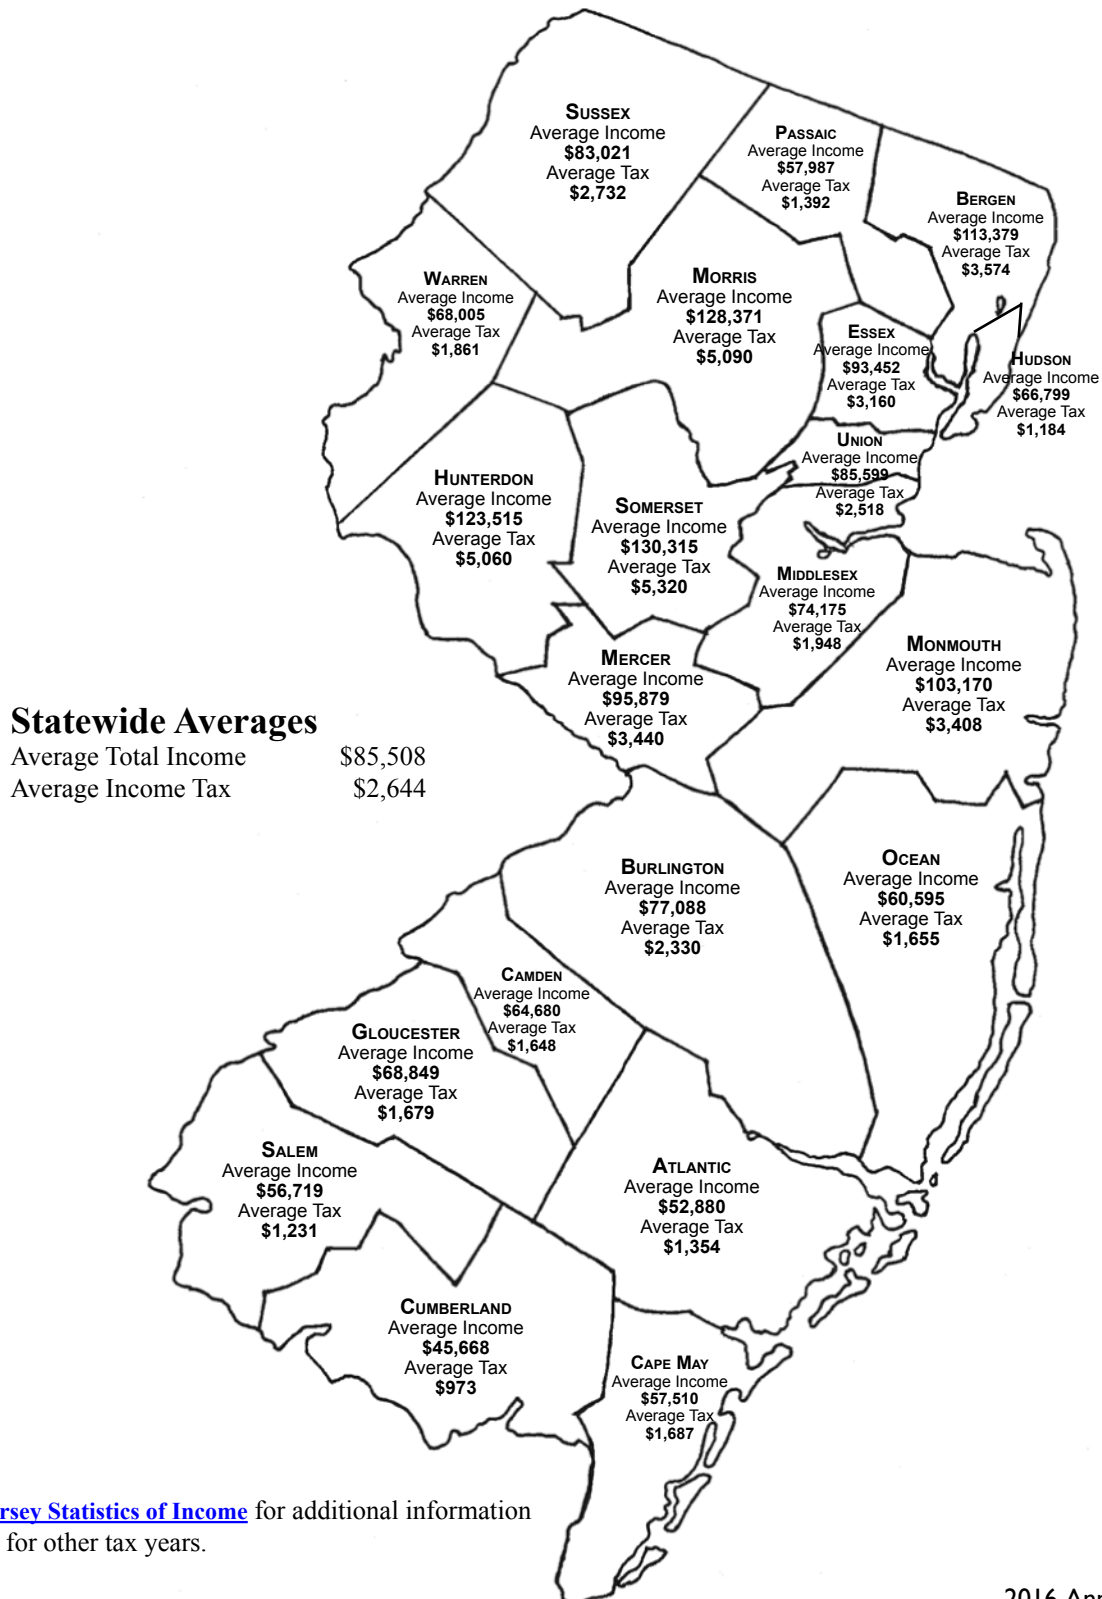 SUSSEX
Average Income
$83,021
Average Tax
$2,732
PASSAIC
Average Income
$57,987
Average Tax
$1,392
BERGEN
Average Income
$113,379
Average Tax
$3,574
WARREN
Average Income
$68,005
Average Tax
$1,861
MORRIS
Average Income
$128,371
Average Tax
$5,090
ESSEX
Average Income
$93,452
Average Tax
$3,160
HUDSON
Average Income
$66,799
Average Tax
$1,184
UNION
Average Income
$85,599
Average Tax
$2,518
HUNTERDON
Average Income
$123,515
Average Tax
$5,060
SOMERSET
Average Income
$130,315
Average Tax
$5,320
MIDDLESEX
Average Income
$74,175
Average Tax
$1,948
MERCER
Average Income
$95,879
Average Tax
$3,440
MONMOUTH
Average Income
$103,170
Average Tax
$3,408
Statewide Averages
Average Total Income $85,508
Average Income Tax $2,644
BURLINGTON
Average Income
$77,088
Average Tax
$2,330
OCEAN
Average Income
$60,595
Average Tax
$1,655
CAMDEN
Average Income
$64,680
Average Tax
$1,648
GLOUCESTER
Average Income
$68,849
Average Tax
$1,679
SALEM
Average Income
$56,719
Average Tax
$1,231
ATLANTIC
Average Income
$52,880
Average Tax
$1,354
CUMBERLAND
Average Income
$45,668
Average Tax
$973
CAPE MAY
Average Income
$57,510
Average Tax
$1,687
rsey Statistics of Income for additional information
for other tax years.
2016 Ann